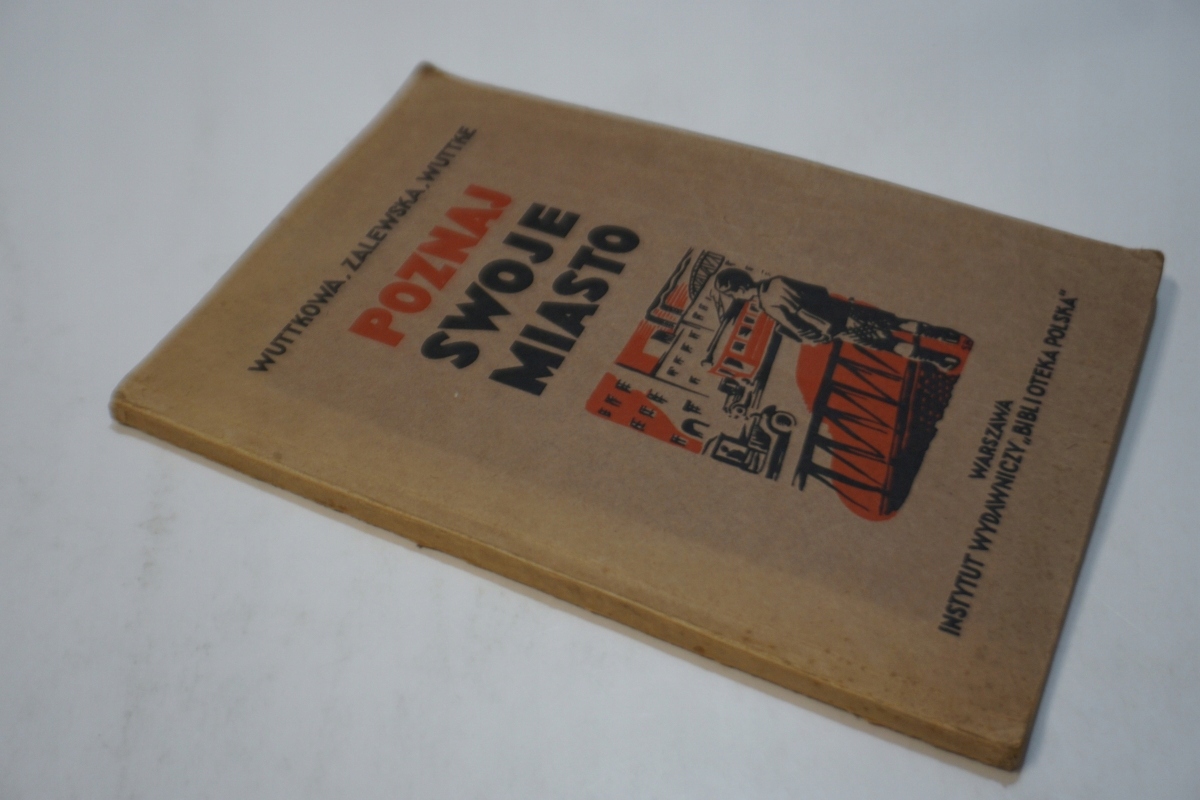 WUTTKOWA, ZALEWSKA, WUTTKE
POZNAJ
SWOJE
MIASTO
WARSZAWA
INSTYTUT WYDAWNICZY „BIBLIOTEKA POLSKA”